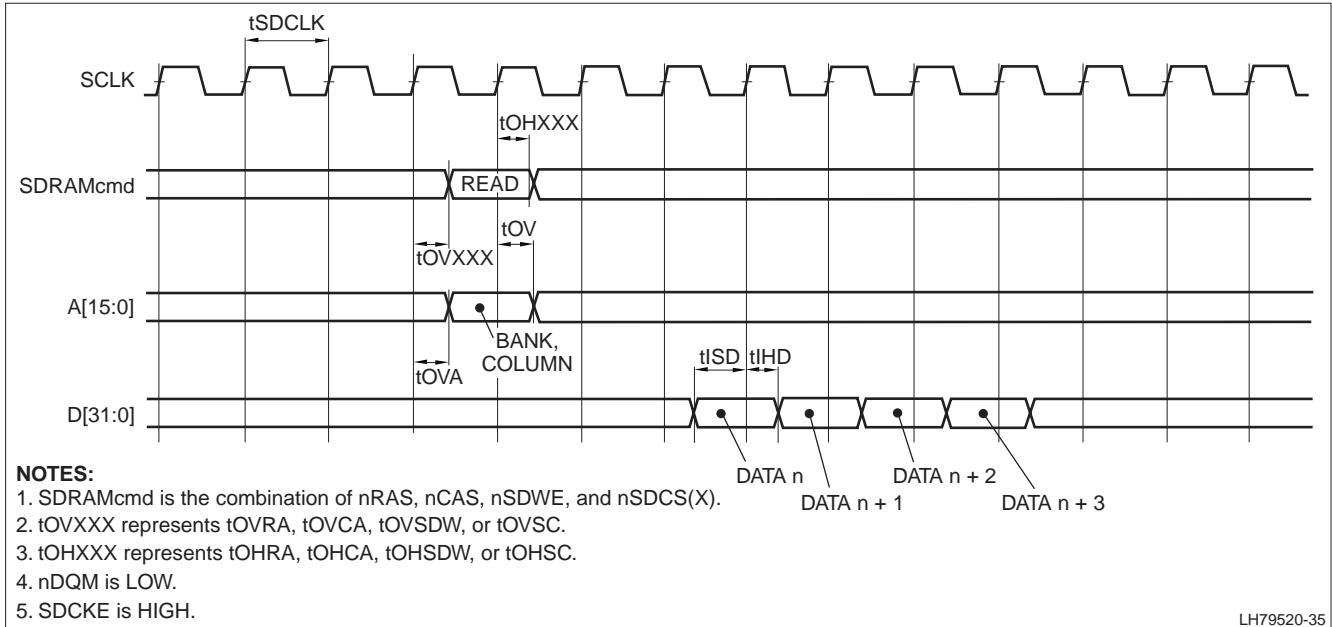 tSDCLK
SCLK
tOHXXX
SDRAMcmd
READ
tOV
tOVXXX
A[15:0]
BANK,
COLUMN
tOVA
tISD
tIHD
D[31:0]
DATA n
DATA n + 1
DATA n + 2
DATA n + 3
NOTES:
1. SDRAMcmd is the combination of nRAS, nCAS, nSDWE, and nSDCS(X).
2. tOVXXX represents tOVRA, tOVCA, tOVSDW, or tOVSC.
3. tOHXXX represents tOHRA, tOHCA, tOHSDW, or tOHSC.
4. nDQM is LOW.
5. SDCKE is HIGH.
LH79520-35